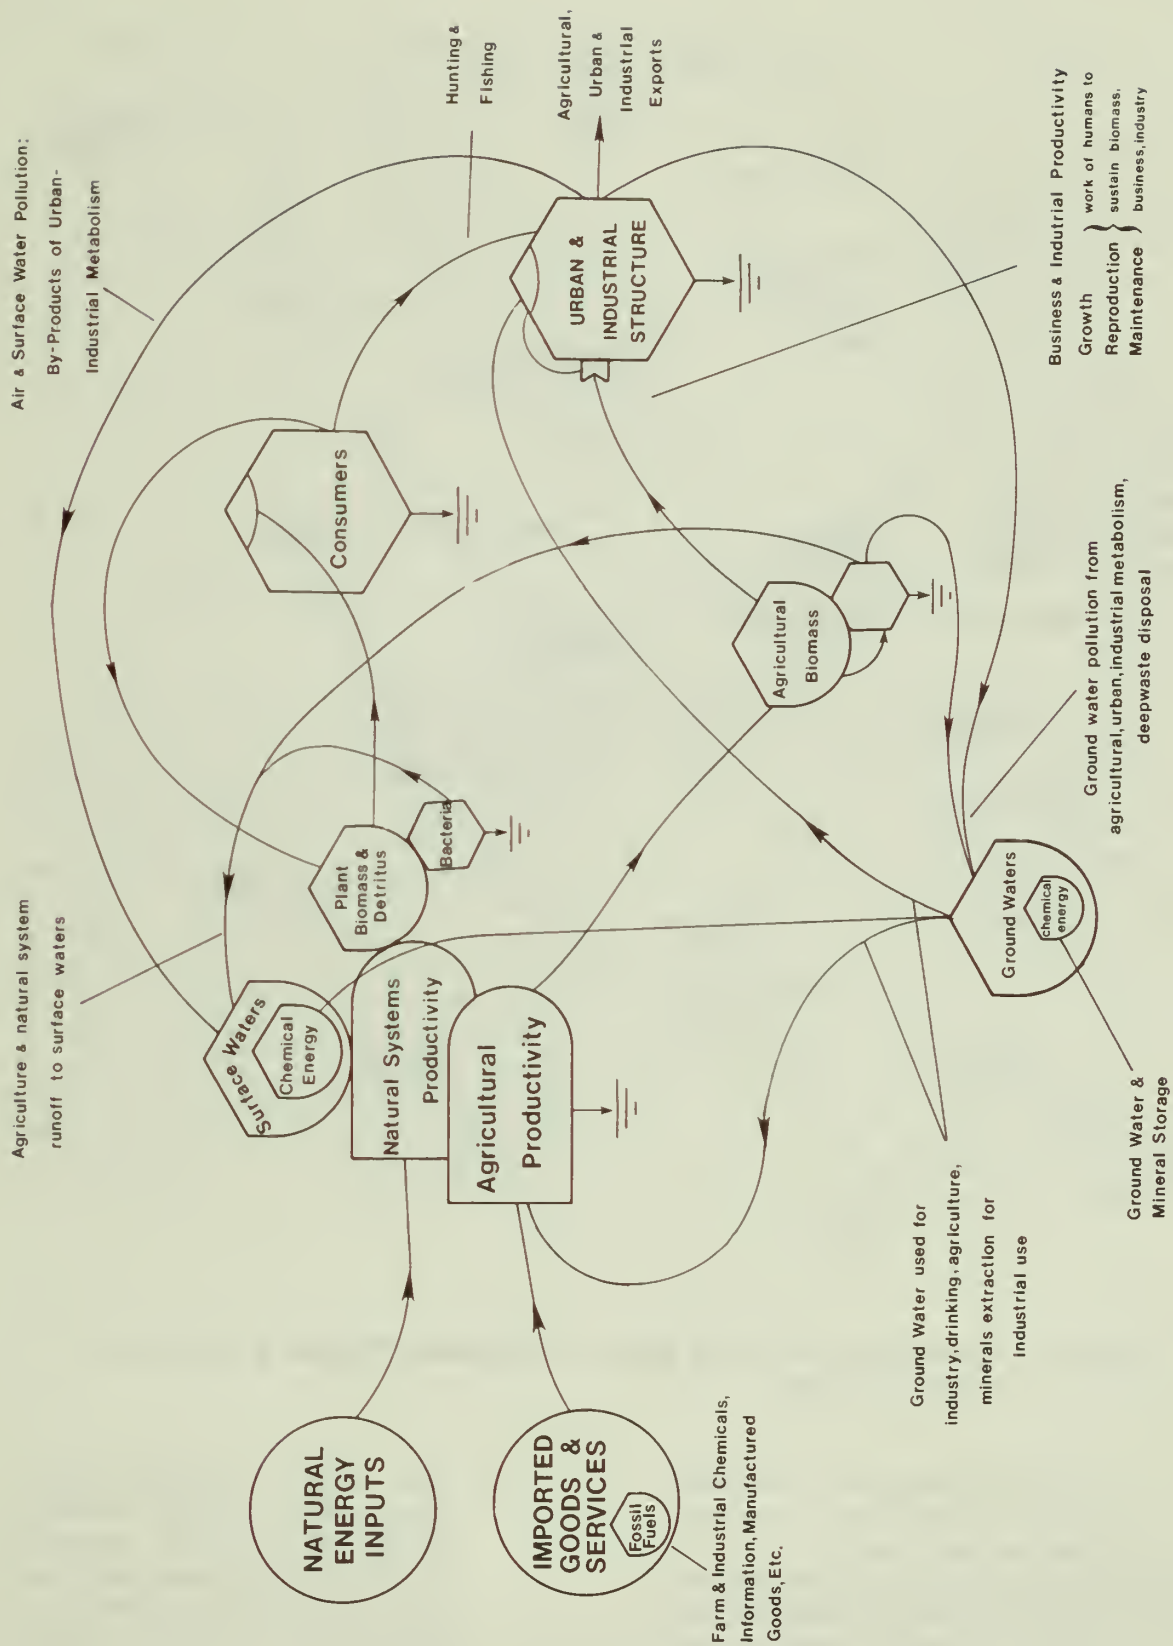 Air & Surface Water Pollution:
By-Products of Urban-
Industrial Metabolism
Hunting &
Fishing
Agricultural,
Urban &
Industrial
Exports
Agriculture & natural system
runoff to surface waters
Surface Waters
Chemical
Energy
Plant
Biomass &
Detritus
Bacteria
Consumers
URBAN &
INDUSTRIAL
STRUCTURE
NATURAL
ENERGY
INPUTS
Natural Systems
Productivity
Agricultural
Productivity
IMPORTED
GOODS &
SERVICES
Fossil
Fuels
Farm & Industrial Chemicals,
Information, Manufactured
Goods, Etc.
Agricultural
Biomass
Business & Indutrial Productivity
Growth } work of humans to
Reproduction } sustain biomass,
Maintenance business, industry
Ground Waters
chemical
energy
Ground Water used for
industry, drinking, agriculture,
minerals extraction for
industrial use
Ground Water &
Mineral Storage
Ground water pollution from
agricultural, urban, industrial metabolism,
deepwaste disposal